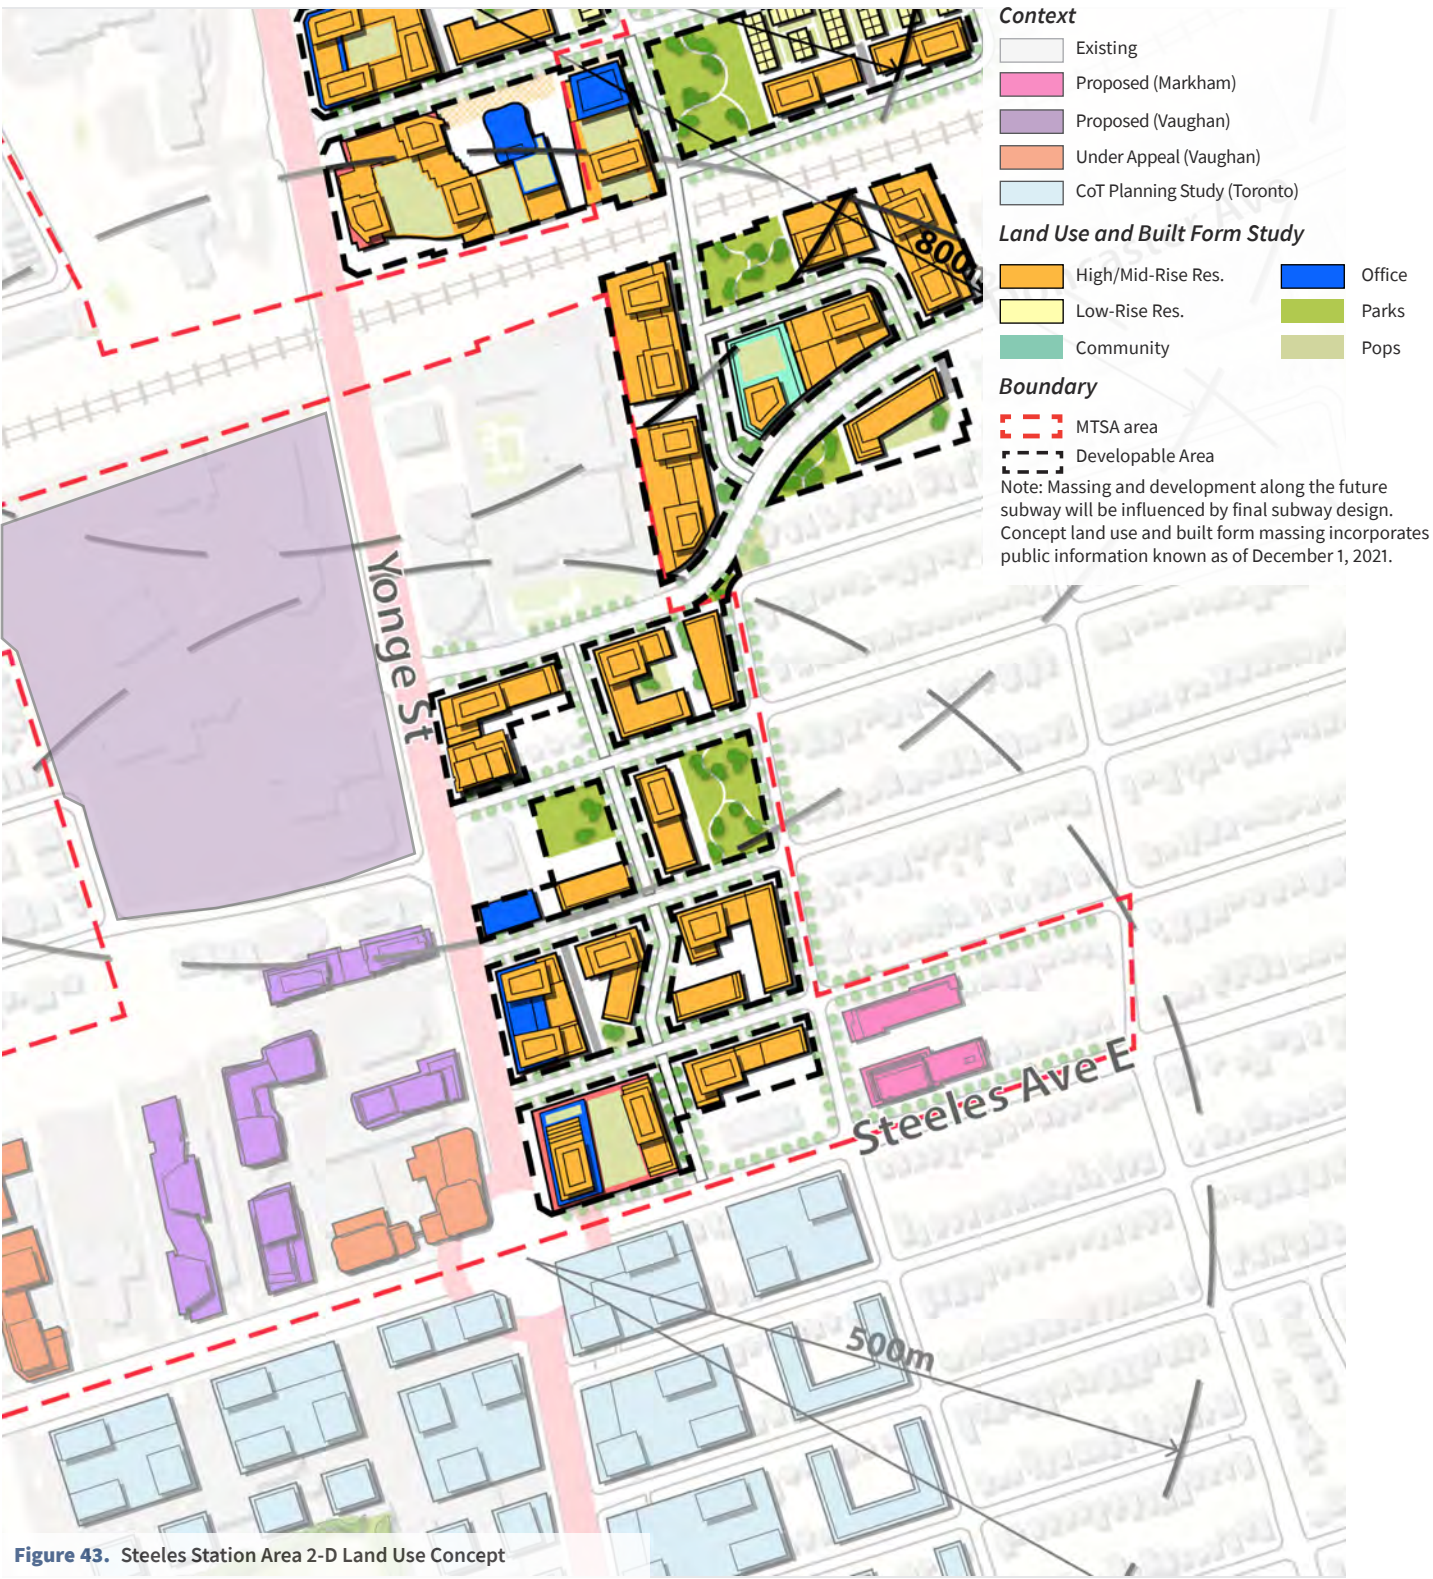 Context
Existing
Proposed (Markham)
Proposed (Vaughan)
Under Appeal (Vaughan)
CoT Planning Study (Toronto)
Land Use and Built Form Study
High/Mid-Rise Res.
Office
Low-Rise Res.
Parks
Community
Pops
Boundary
MTSA area
Developable Area
Note: Massing and development along the future
subway will be influenced by final subway design.
Concept land use and built form massing incorporates
public information known as of December 1, 2021.
800m
Yonge St
Steeles Ave E
500m
Figure 43. Steeles Station Area 2-D Land Use Concept